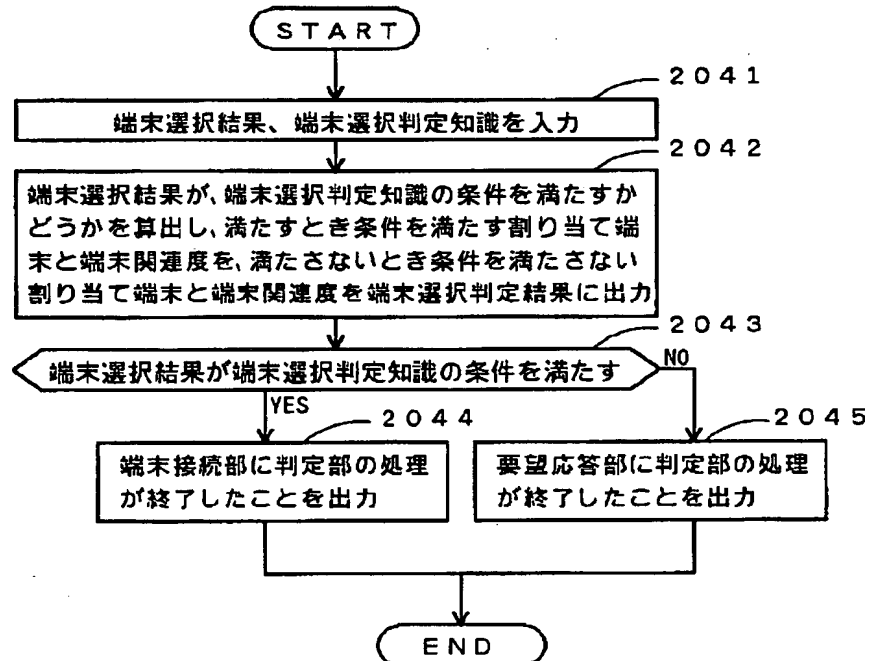 START
2041
端末選択結果、端末選択判定知識を入力
2042
端末選択結果が、端末選択判定知識の条件を満たすか
どうかを算出し、満たすとき条件を満たす割り当て端
末と端末関連度を、満たさないとき条件を満たさない
割り当て端末と端末関連度を端末選択判定結果に出力
2043
端末選択結果が端末選択判定知識の条件を満たす
NO
YES
2044
端末接続部に判定部の処理
が終了したことを出力
2045
要望応答部に判定部の処理
が終了したことを出力
END